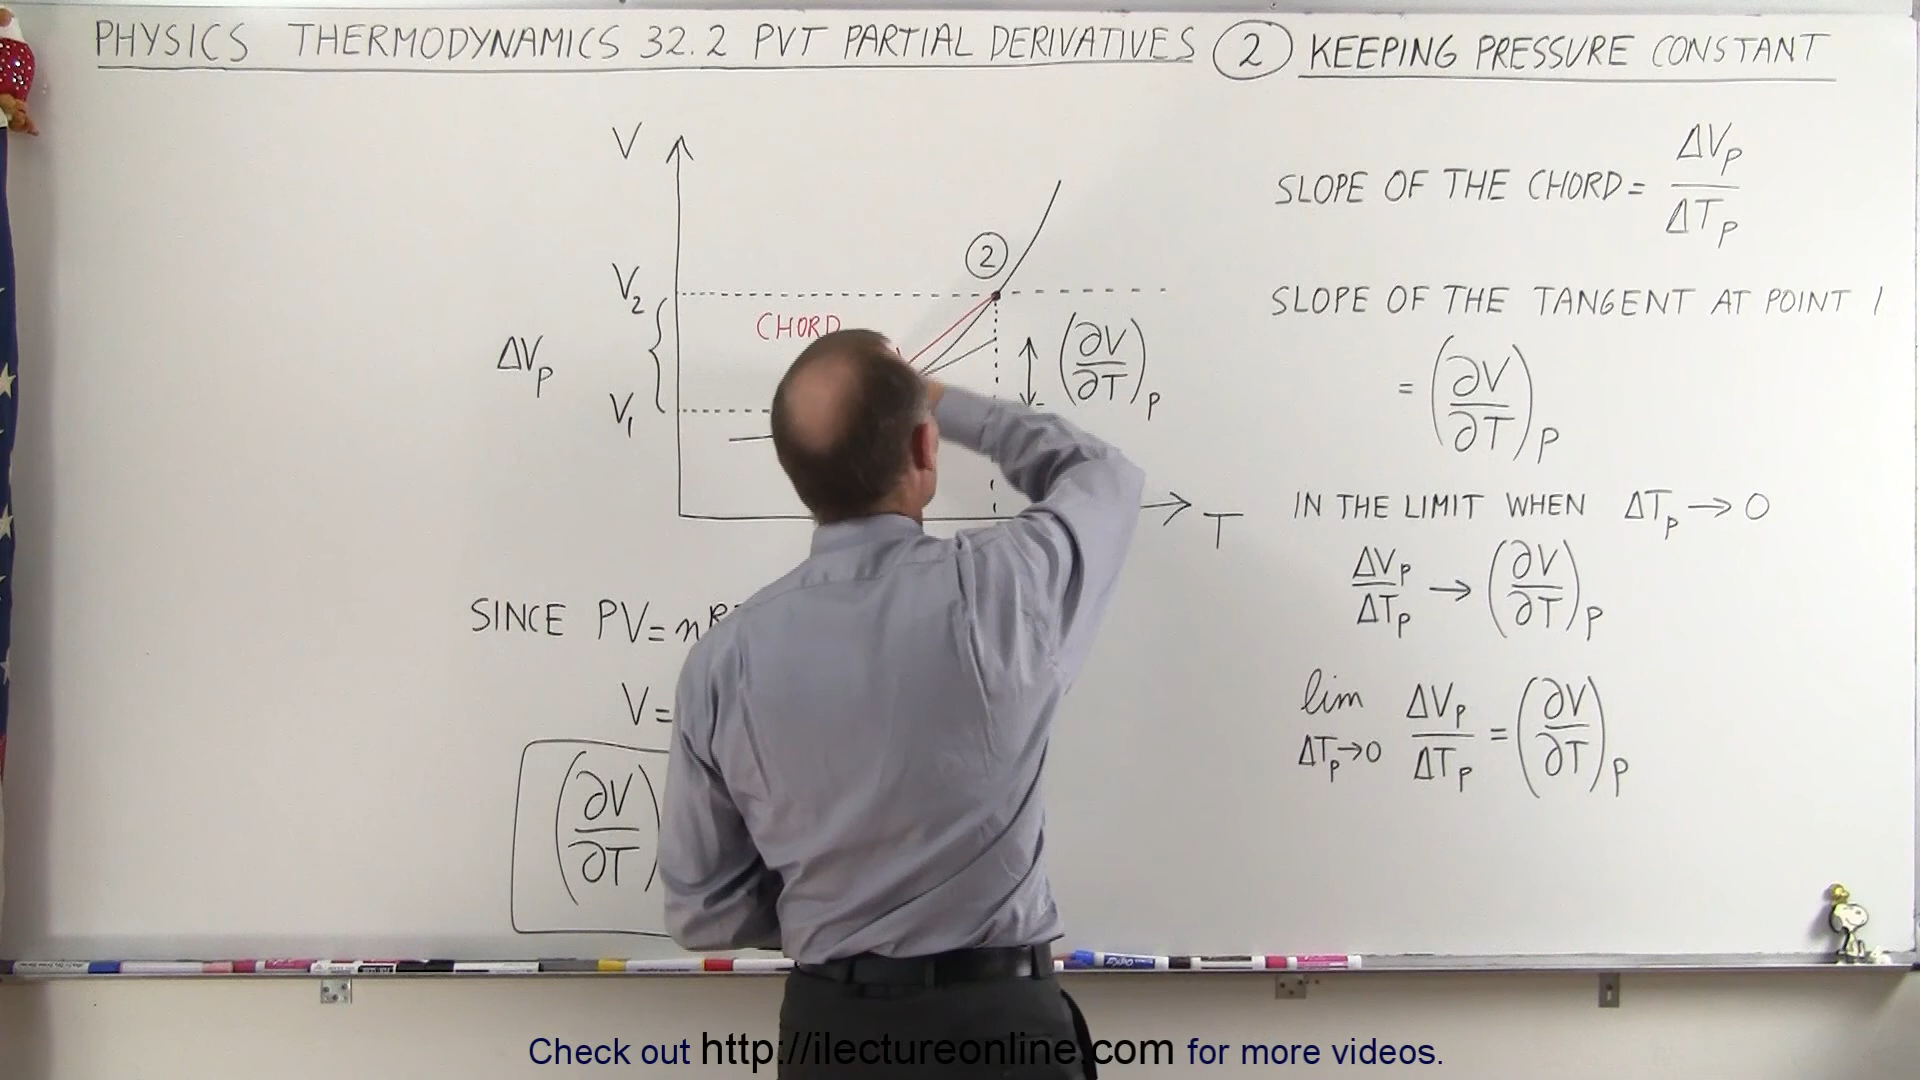 PHYSICS THERMODYNAMICS 32.2 PVT PARTIAL DERIVATIVES ② KEEPING PRESSURE CONSTANT
V
②
V₂
CHORD
ΔVₚ
V₁
(∂V/∂T)ₚ
T
SINCE PV=nR
V=
(∂V/∂T)
SLOPE OF THE CHORD = ΔVₚ/ΔTₚ
SLOPE OF THE TANGENT AT POINT 1
= (∂V/∂T)ₚ
IN THE LIMIT WHEN ΔTₚ → 0
ΔVₚ/ΔTₚ → (∂V/∂T)ₚ
lim ΔTₚ→0 ΔVₚ/ΔTₚ = (∂V/∂T)ₚ
Check out http://ilectureonline.com for more videos.